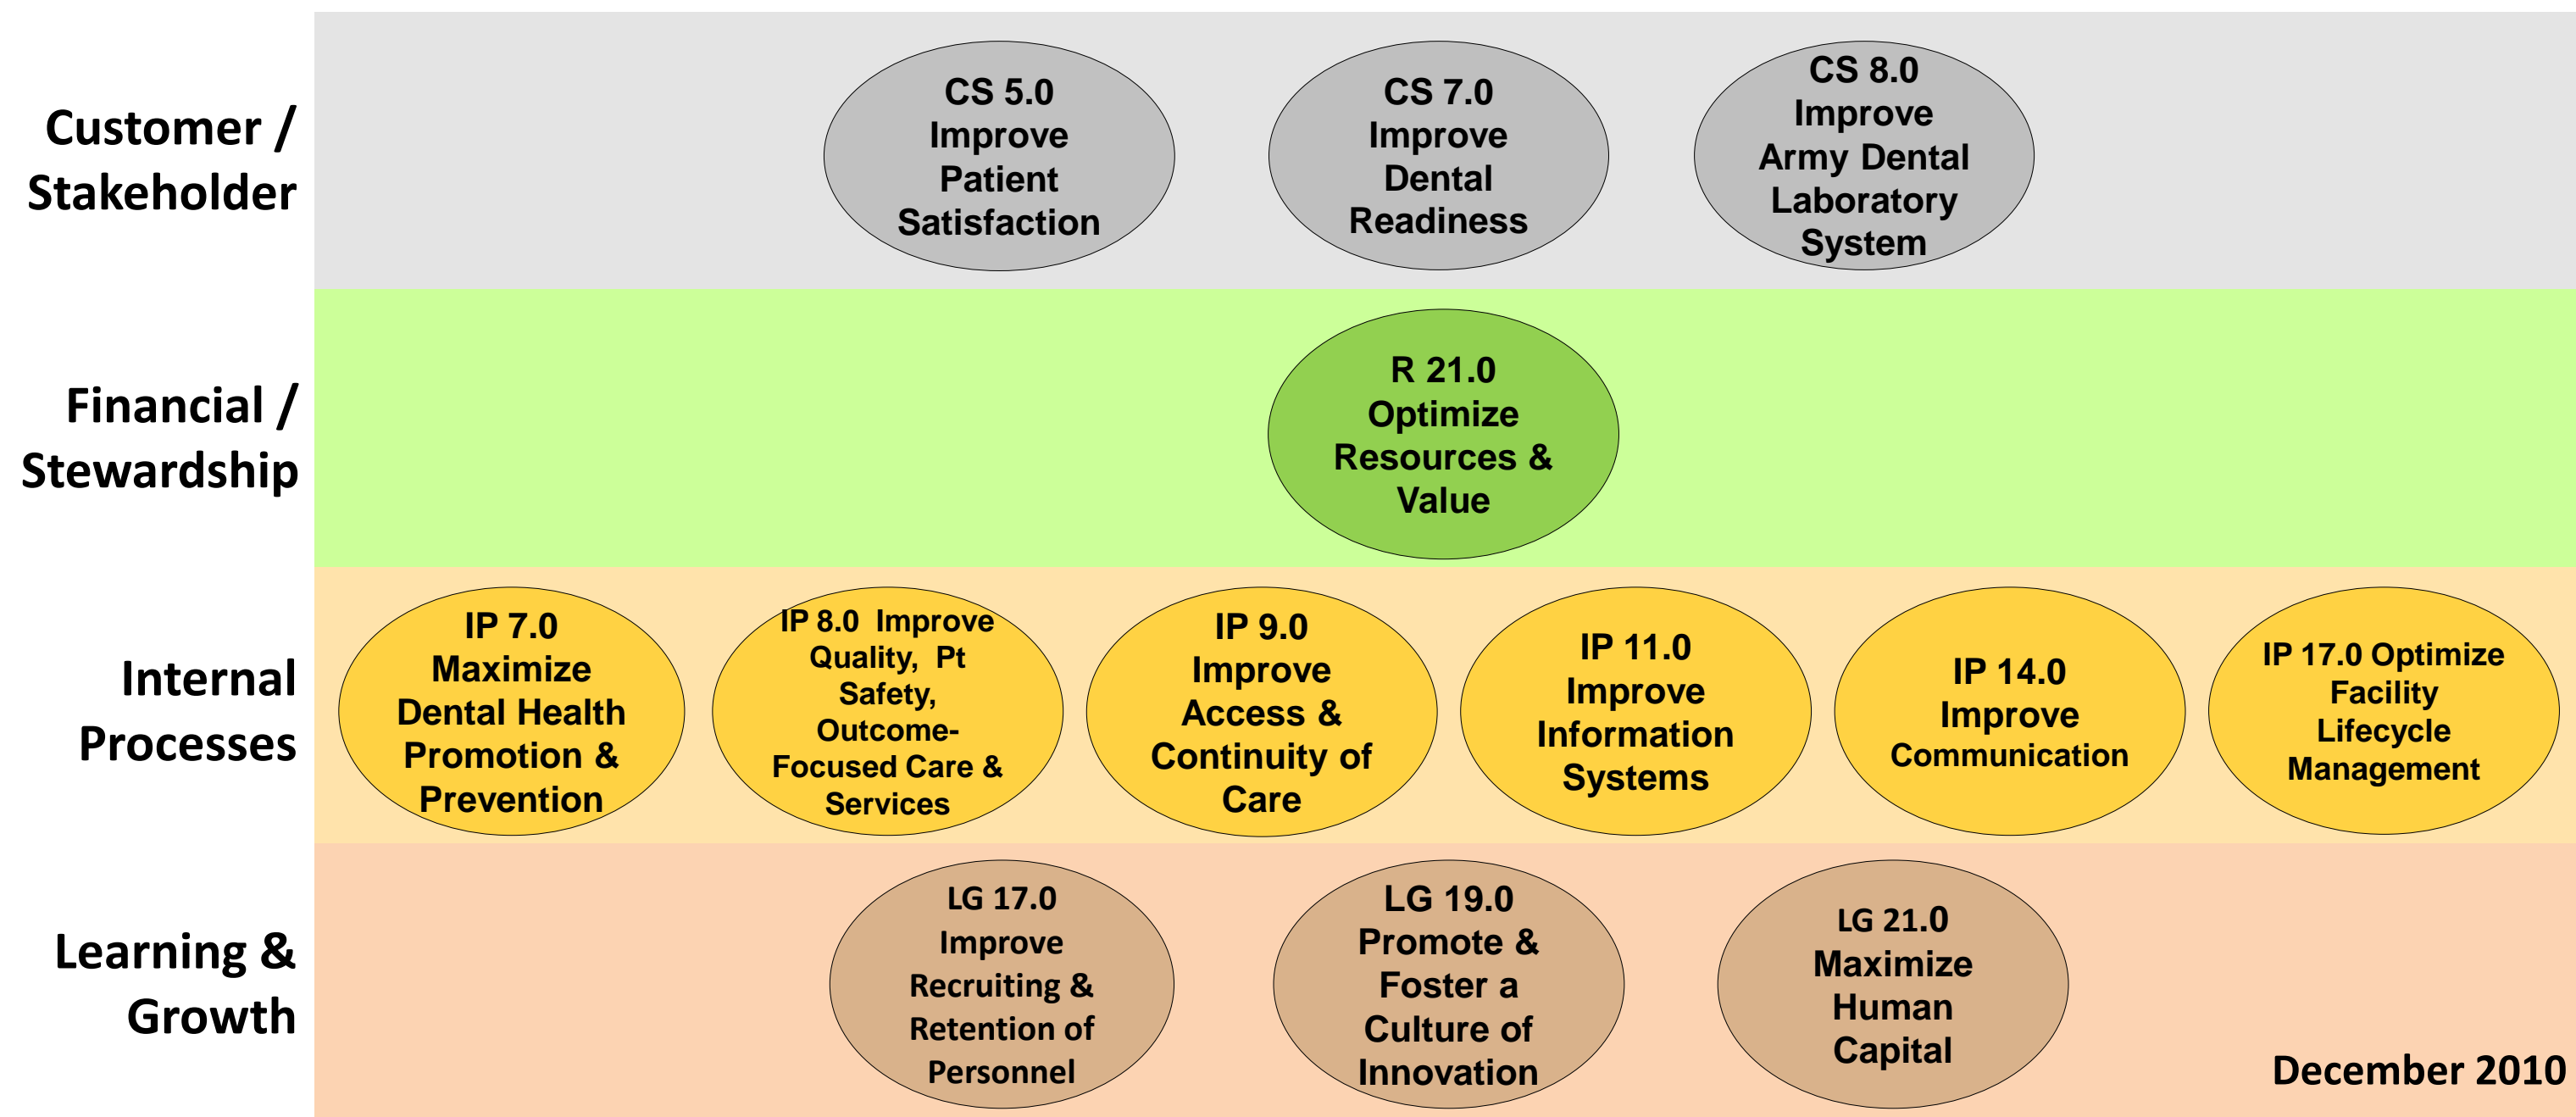 Customer /
Stakeholder
CS 5.0
Improve
Patient
Satisfaction
CS 7.0
Improve
Dental
Readiness
CS 8.0
Improve
Army Dental
Laboratory
System
Financial /
Stewardship
R 21.0
Optimize
Resources &
Value
Internal
Processes
IP 7.0
Maximize
Dental Health
Promotion &
Prevention
IP 8.0 Improve
Quality, Pt
Safety,
Outcome-
Focused Care &
Services
IP 9.0
Improve
Access &
Continuity of
Care
IP 11.0
Improve
Information
Systems
IP 14.0
Improve
Communication
IP 17.0 Optimize
Facility
Lifecycle
Management
Learning &
Growth
LG 17.0
Improve
Recruiting &
Retention of
Personnel
LG 19.0
Promote &
Foster a
Culture of
Innovation
LG 21.0
Maximize
Human
Capital
December 2010